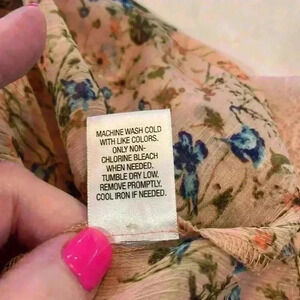 MACHINE WASH COLD
WITH LIKE COLORS.
ONLY NON-
CHLORINE BLEACH
WHEN NEEDED.
TUMBLE DRY LOW.
REMOVE PROMPTLY.
COOL IRON IF NEEDED.